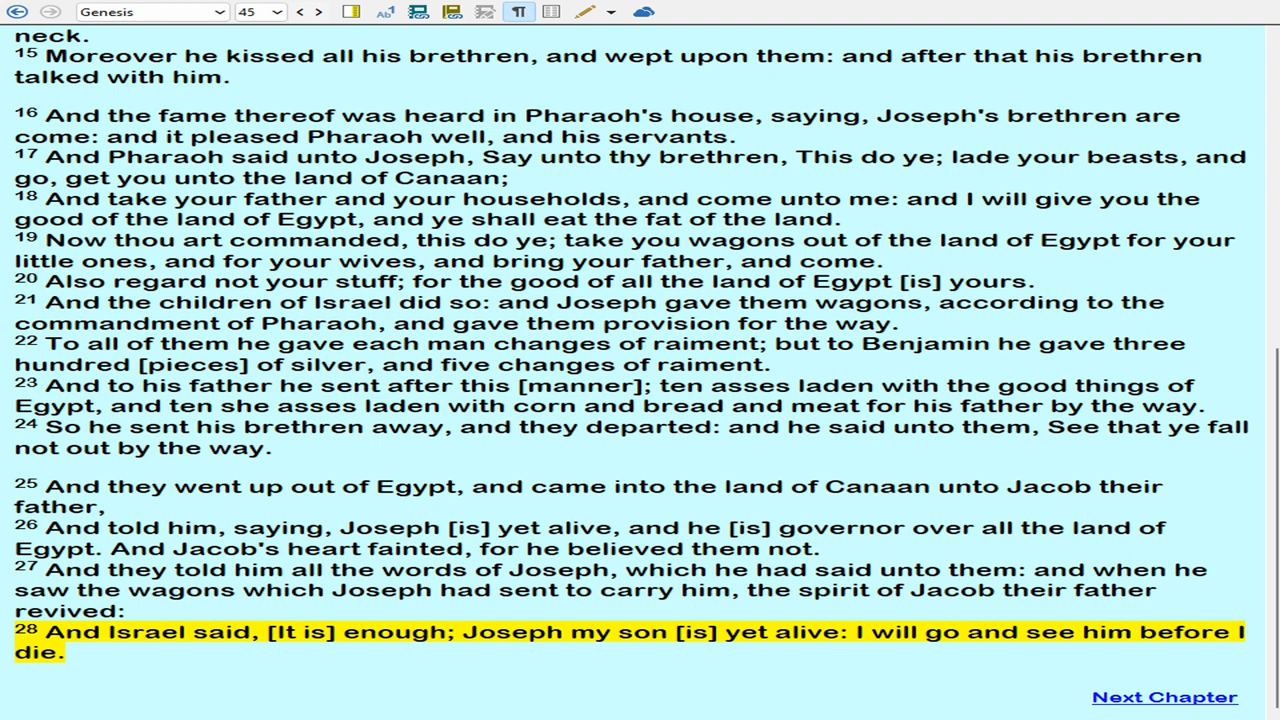 Genesis 45 < > Ab¹ ¶
neck.
15 Moreover he kissed all his brethren, and wept upon them: and after that his brethren
talked with him.
16 And the fame thereof was heard in Pharaoh's house, saying, Joseph's brethren are
come: and it pleased Pharaoh well, and his servants.
17 And Pharaoh said unto Joseph, Say unto thy brethren, This do ye; lade your beasts, and
go, get you unto the land of Canaan;
18 And take your father and your households, and come unto me: and I will give you the
good of the land of Egypt, and ye shall eat the fat of the land.
19 Now thou art commanded, this do ye; take you wagons out of the land of Egypt for your
little ones, and for your wives, and bring your father, and come.
20 Also regard not your stuff; for the good of all the land of Egypt [is] yours.
21 And the children of Israel did so: and Joseph gave them wagons, according to the
commandment of Pharaoh, and gave them provision for the way.
22 To all of them he gave each man changes of raiment; but to Benjamin he gave three
hundred [pieces] of silver, and five changes of raiment.
23 And to his father he sent after this [manner]; ten asses laden with the good things of
Egypt, and ten she asses laden with corn and bread and meat for his father by the way.
24 So he sent his brethren away, and they departed: and he said unto them, See that ye fall
not out by the way.
25 And they went up out of Egypt, and came into the land of Canaan unto Jacob their
father,
26 And told him, saying, Joseph [is] yet alive, and he [is] governor over all the land of
Egypt. And Jacob's heart fainted, for he believed them not.
27 And they told him all the words of Joseph, which he had said unto them: and when he
saw the wagons which Joseph had sent to carry him, the spirit of Jacob their father
revived:
28 And Israel said, [It is] enough; Joseph my son [is] yet alive: I will go and see him before I
die.
Next Chapter